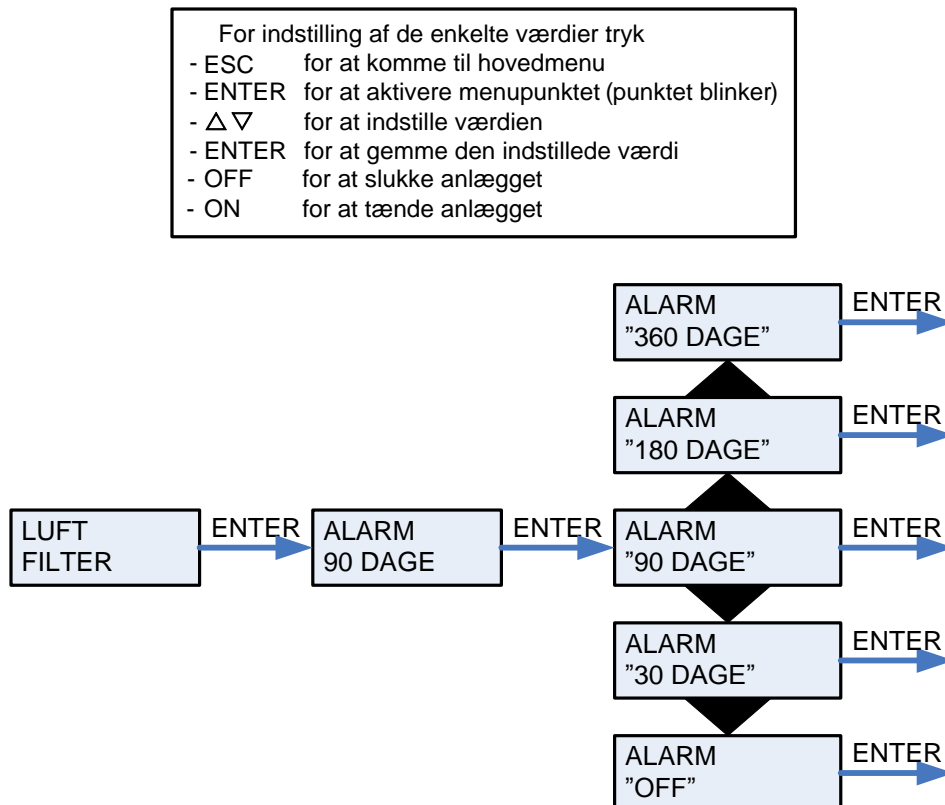 For indstilling af de enkelte værdier tryk
- ESC for at komme til hovedmenu
- ENTER for at aktivere menupunktet (punktet blinker)
- △▽ for at indstille værdien
- ENTER for at gemme den indstillede værdi
- OFF for at slukke anlægget
- ON for at tænde anlægget
ALARM
”360 DAGE”
ENTER
ALARM
”180 DAGE”
ENTER
LUFT
FILTER
ENTER
ALARM
90 DAGE
ENTER
ALARM
”90 DAGE”
ENTER
ALARM
”30 DAGE”
ENTER
ALARM
”OFF”
ENTER